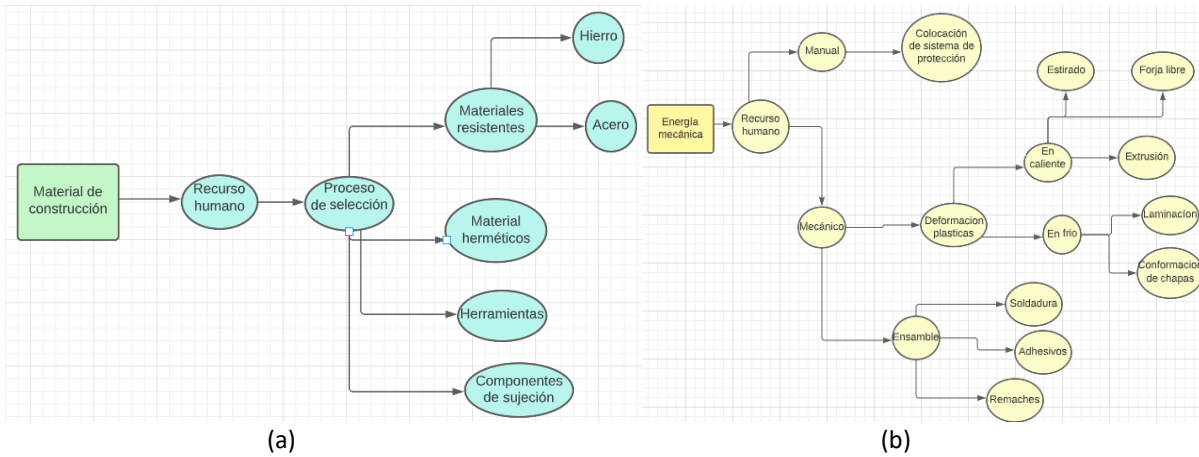 Material de
construcción
Recurso
humano
Proceso
de selección
Materiales
resistentes
Hierro
Acero
Material
herméticos
Herramientas
Componentes
de sujeción
(a)
Energía
mecánica
Recurso
humano
Manual
Colocación
de sistema de
protección
Mecánico
Deformacion
plasticas
En
caliente
Estirado
Forja libre
Extrusión
En frio
Laminacíon
Conformacion
de chapas
Ensamble
Soldadura
Adhesivos
Remaches
(b)